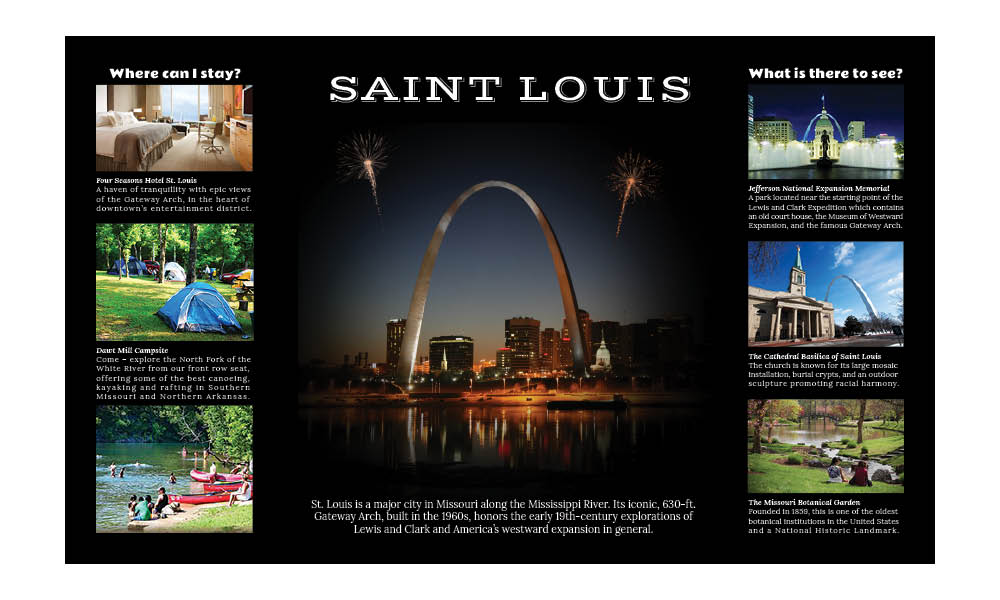 Where can I stay?
Four Seasons Hotel St. Louis
A haven of tranquillity with epic views
of the Gateway Arch, in the heart of
downtown's entertainment district.
Dawt Mill Campsite
Come – explore the North Fork of the
White River from our front row seat,
offering some of the best canoeing,
kayaking and rafting in Southern
Missouri and Northern Arkansas.
SAINT LOUIS
St. Louis is a major city in Missouri along the Mississippi River. Its iconic, 630-ft.
Gateway Arch, built in the 1960s, honors the early 19th-century explorations of
Lewis and Clark and America's westward expansion in general.
What is there to see?
Jefferson National Expansion Memorial
A park located near the starting point of the
Lewis and Clark Expedition which contains
an old court house, the Museum of Westward
Expansion, and the famous Gateway Arch.
The Cathedral Basilica of Saint Louis
The church is known for its large mosaic
installation, burial crypts, and an outdoor
sculpture promoting racial harmony.
The Missouri Botanical Garden
Founded in 1859, this is one of the oldest
botanical institutions in the United States
and a National Historic Landmark.